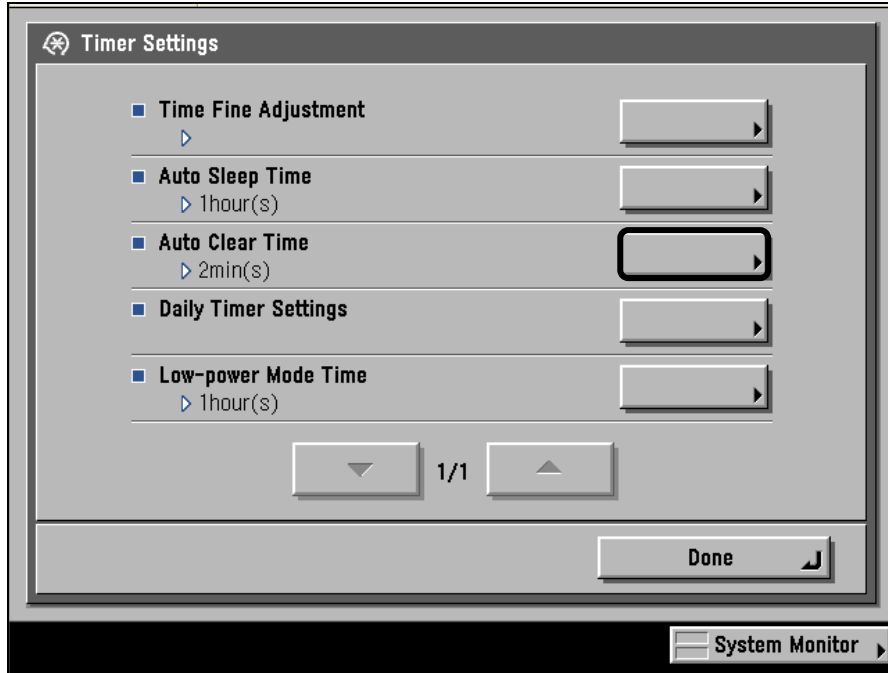 Timer Settings
Time Fine Adjustment
Auto Sleep Time
1hour(s)
Auto Clear Time
2min(s)
Daily Timer Settings
Low-power Mode Time
1hour(s)
1/1
Done
System Monitor